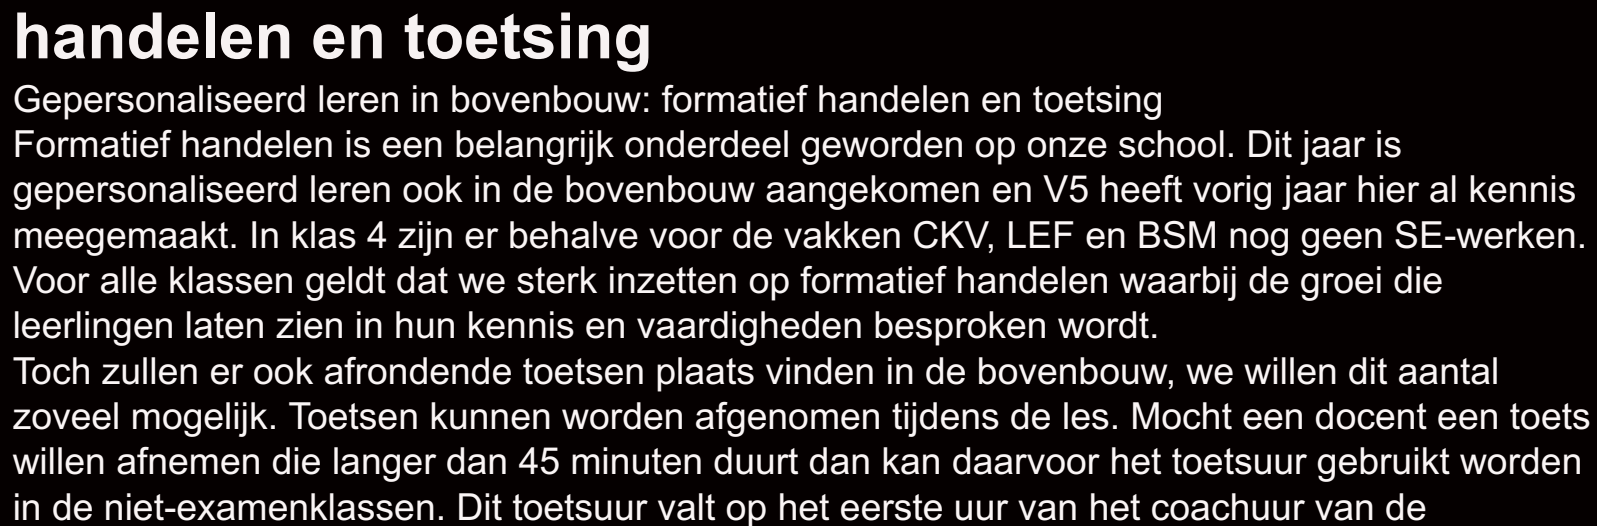 handelen en toetsing
Gepersonaliseerd leren in bovenbouw: formatief handelen en toetsing
Formatief handelen is een belangrijk onderdeel geworden op onze school. Dit jaar is
gepersonaliseerd leren ook in de bovenbouw aangekomen en V5 heeft vorig jaar hier al kennis
meegemaakt. In klas 4 zijn er behalve voor de vakken CKV, LEF en BSM nog geen SE-werken.
Voor alle klassen geldt dat we sterk inzetten op formatief handelen waarbij de groei die
leerlingen laten zien in hun kennis en vaardigheden besproken wordt.
Toch zullen er ook afrondende toetsen plaats vinden in de bovenbouw, we willen dit aantal
zoveel mogelijk. Toetsen kunnen worden afgenomen tijdens de les. Mocht een docent een toets
willen afnemen die langer dan 45 minuten duurt dan kan daarvoor het toetsuur gebruikt worden
in de niet-examenklassen. Dit toetsuur valt op het eerste uur van het coachuur van de